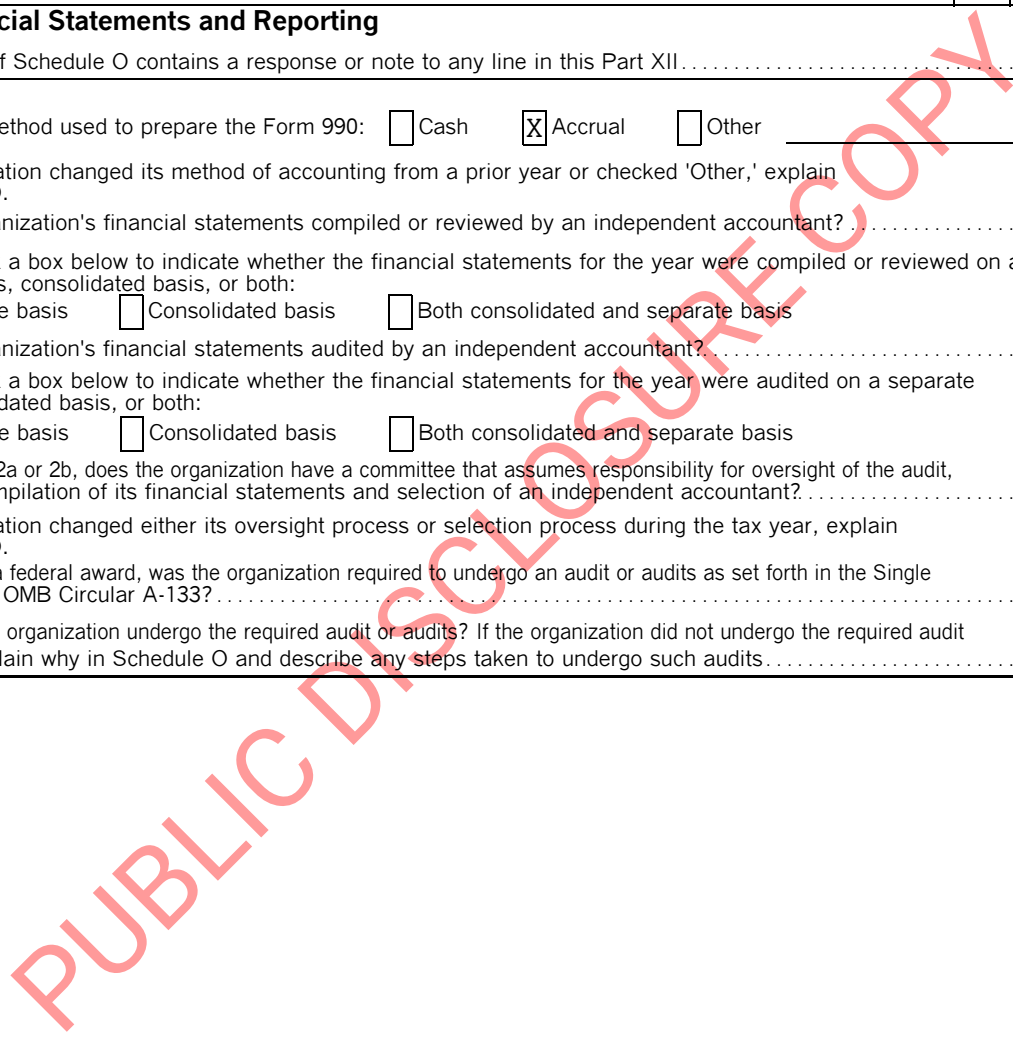 cial Statements and Reporting
f Schedule O contains a response or note to any line in this Part XII
ethod used to prepare the Form 990: Cash X Accrual Other
ation changed its method of accounting from a prior year or checked 'Other,' explain
.
nization's financial statements compiled or reviewed by an independent accountant?
a box below to indicate whether the financial statements for the year were compiled or reviewed on a
s, consolidated basis, or both:
e basis Consolidated basis Both consolidated and separate basis
nization's financial statements audited by an independent accountant?
a box below to indicate whether the financial statements for the year were audited on a separate
dated basis, or both:
e basis Consolidated basis Both consolidated and separate basis
2a or 2b, does the organization have a committee that assumes responsibility for oversight of the audit,
mpilation of its financial statements and selection of an independent accountant?
ation changed either its oversight process or selection process during the tax year, explain
.
a federal award, was the organization required to undergo an audit or audits as set forth in the Single
OMB Circular A-133?
organization undergo the required audit or audits? If the organization did not undergo the required audit
lain why in Schedule O and describe any steps taken to undergo such audits
PUBLIC DISCLOSURE COPY